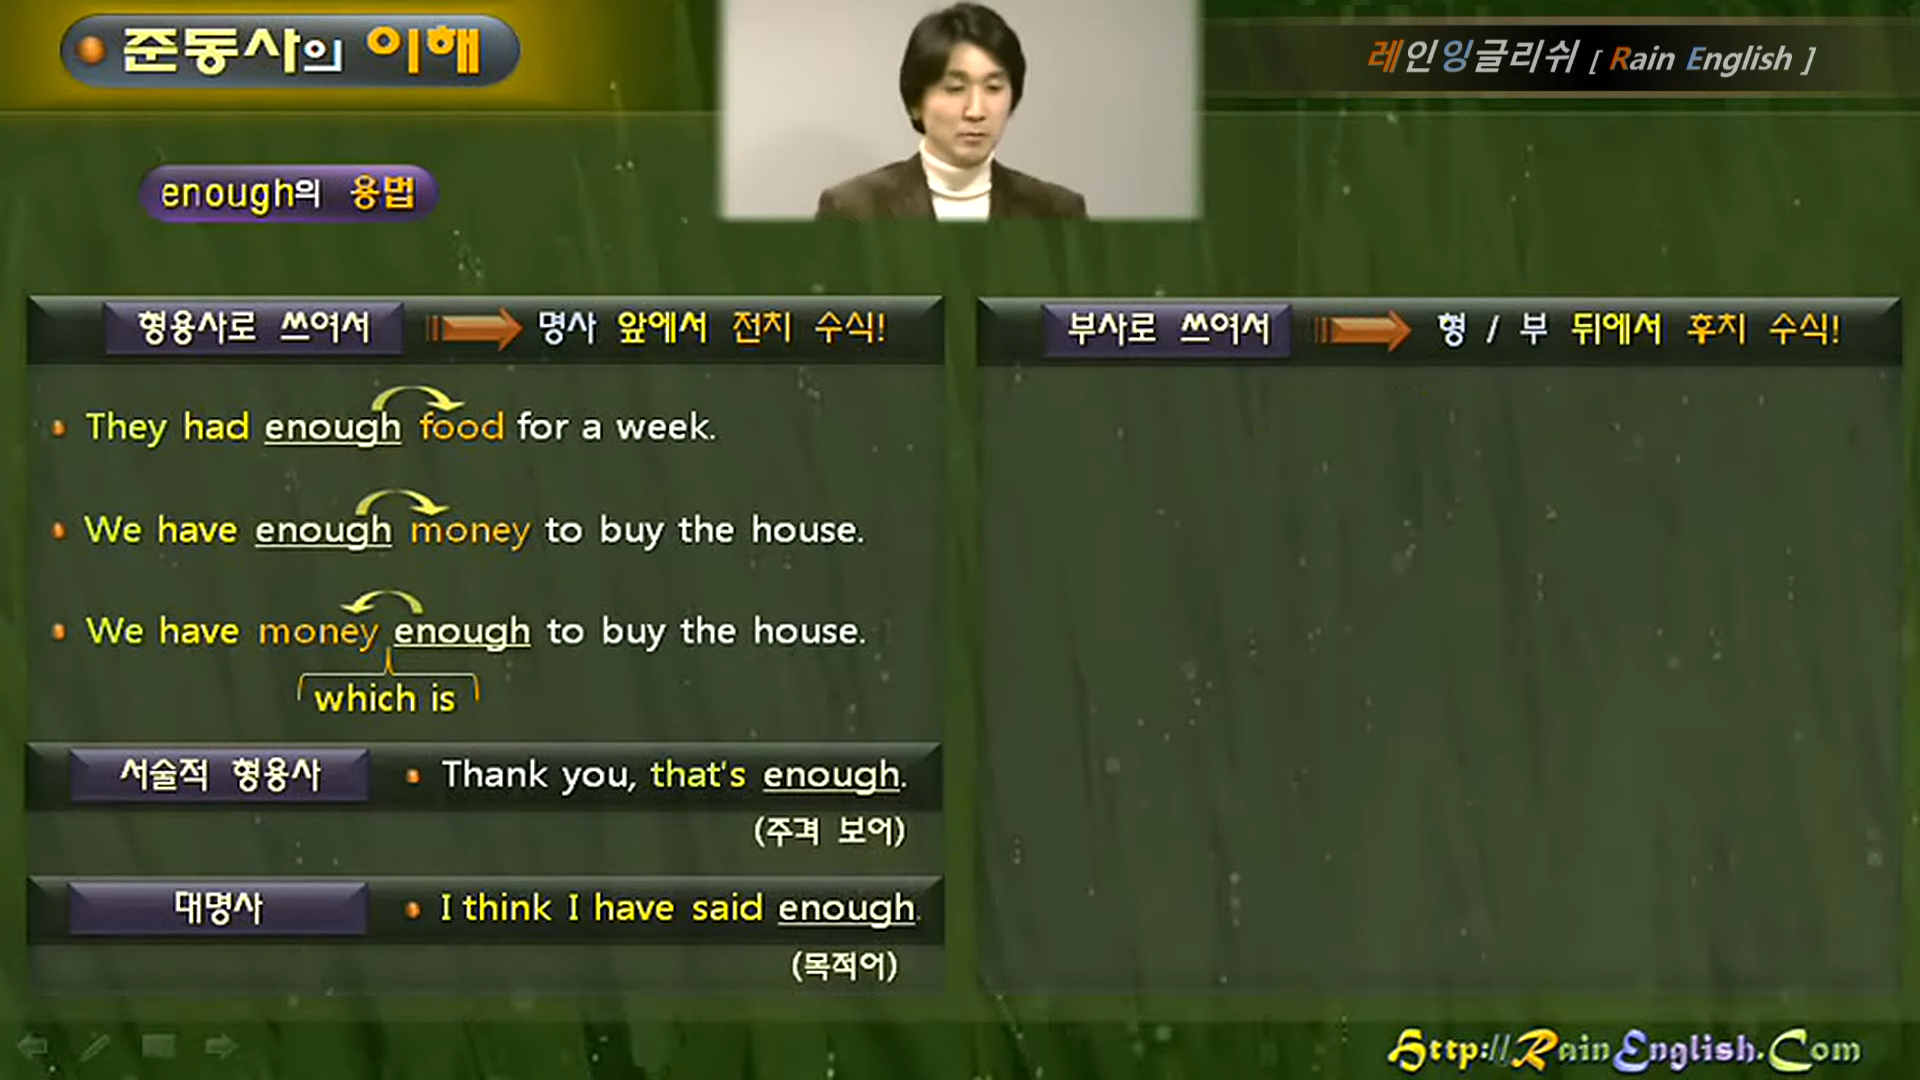 준동사의 이해
레인잉글리쉬 [ Rain English ]
enough의 용법
형용사로 쓰여서 명사 앞에서 전치 수식!
They had enough food for a week.
We have enough money to buy the house.
We have money enough to buy the house.
which is
서술적 형용사 Thank you, that's enough.
(주격 보어)
대명사 I think I have said enough.
(목적어)
부사로 쓰여서 형 / 부 뒤에서 후치 수식!
Http://RainEnglish.Com